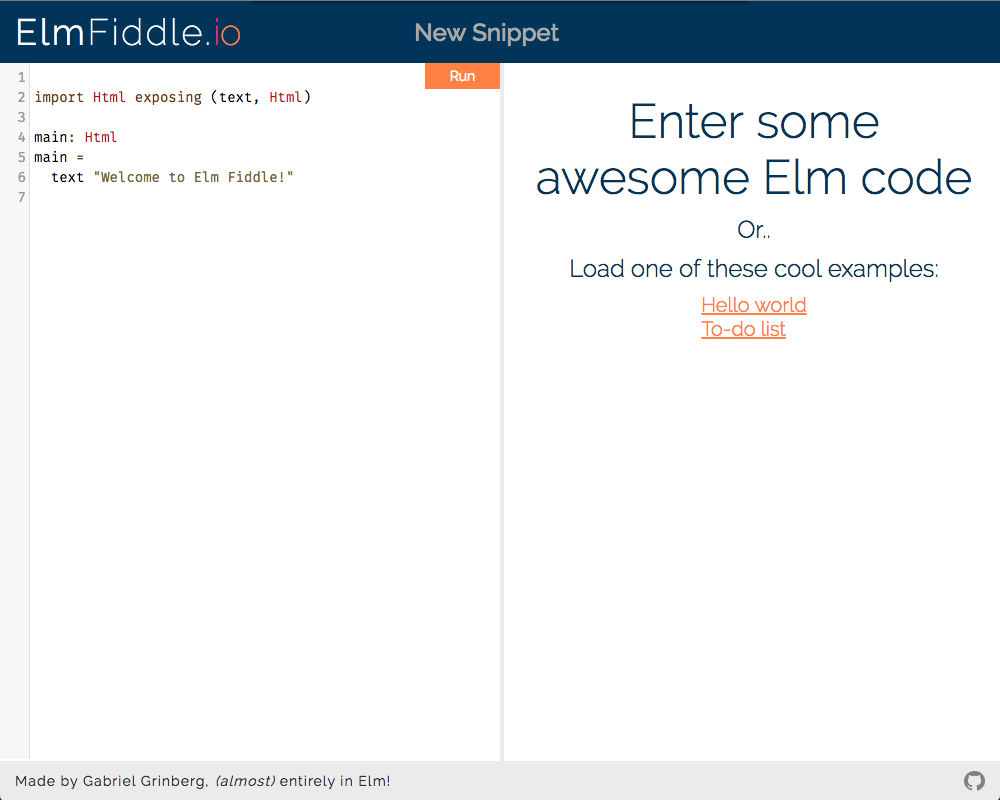 ElmFiddle.io
New Snippet
Run
1
2 import Html exposing (text, Html)
3
4 main: Html
5 main =
6   text "Welcome to Elm Fiddle!"
7
Enter some
awesome Elm code
Or..
Load one of these cool examples:
Hello world
To-do list
Made by Gabriel Grinberg, (almost) entirely in Elm!